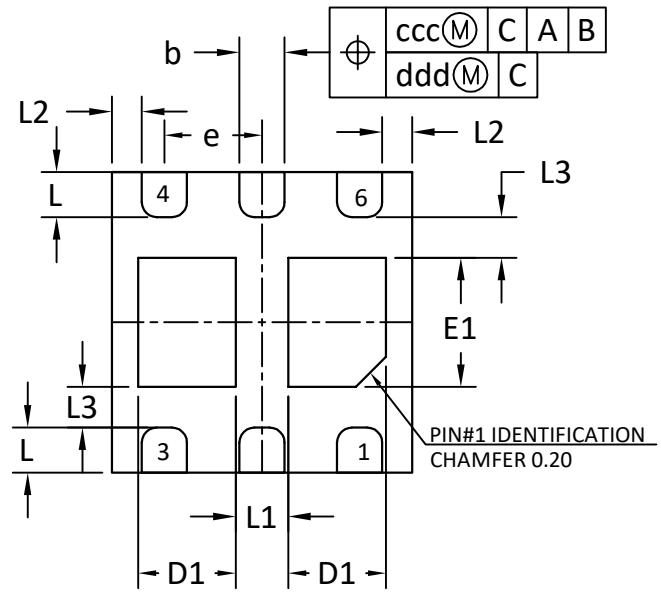 b
ccc Ⓜ C A B
ddd Ⓜ C
L2
e
L2
L
4
6
L3
E1
L3
L
3
1
PIN#1 IDENTIFICATION
CHAMFER 0.20
L1
D1
D1